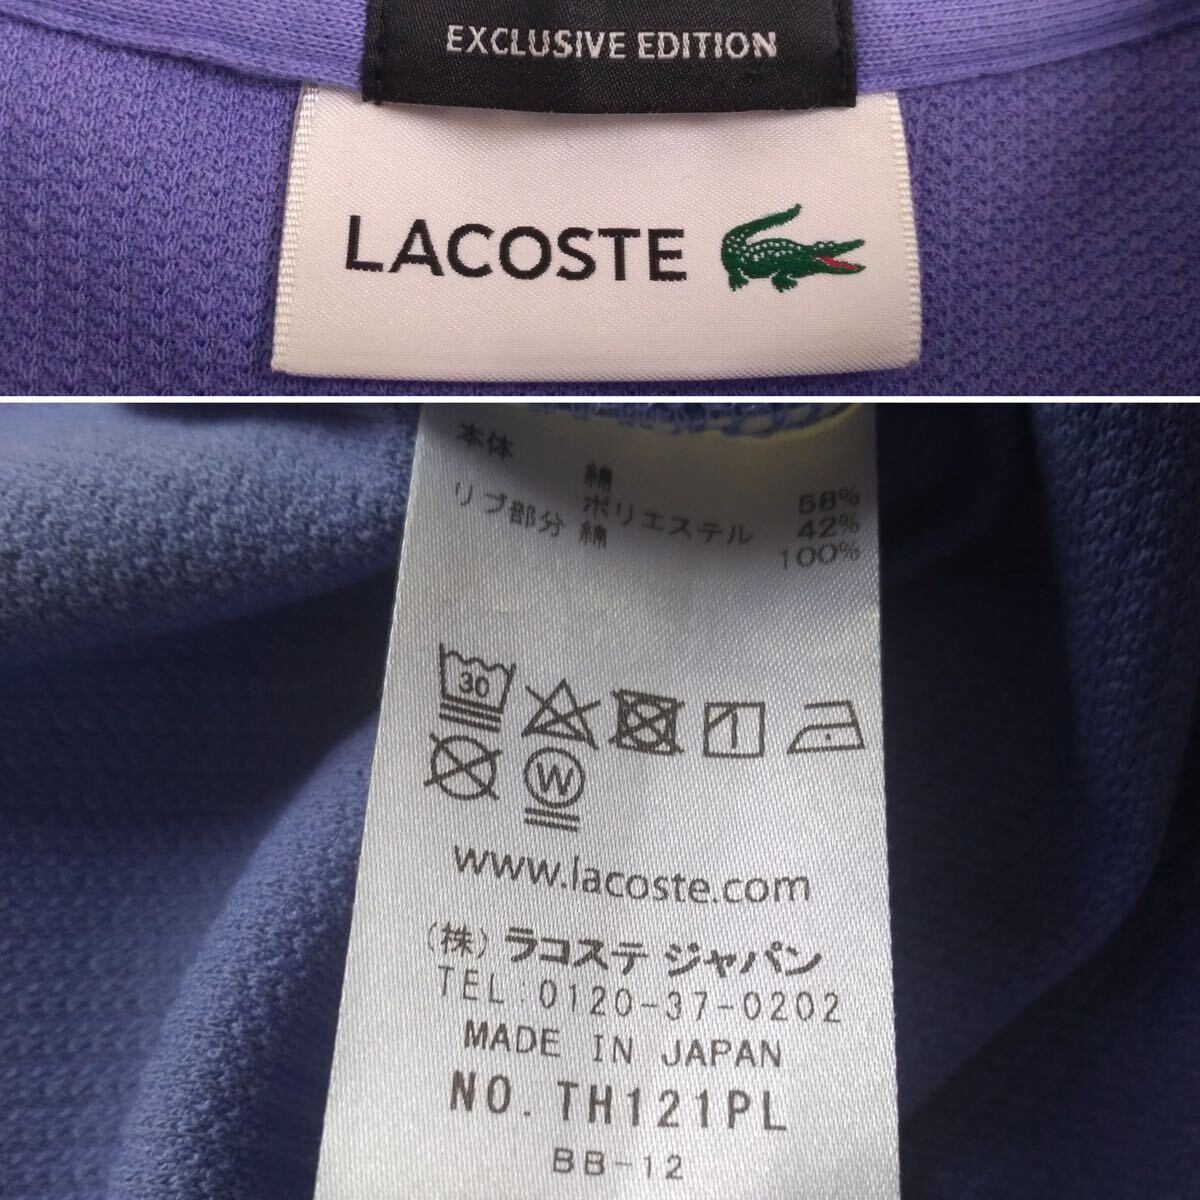 EXCLUSIVE EDITION
LACOSTE
本体
綿 58%
ポリエステル 42%
リブ部分 綿 100%
30
W
www.lacoste.com
(株) ラコステ ジャパン
TEL:0120-37-0202
MADE IN JAPAN
NO. TH121PL
BB-12